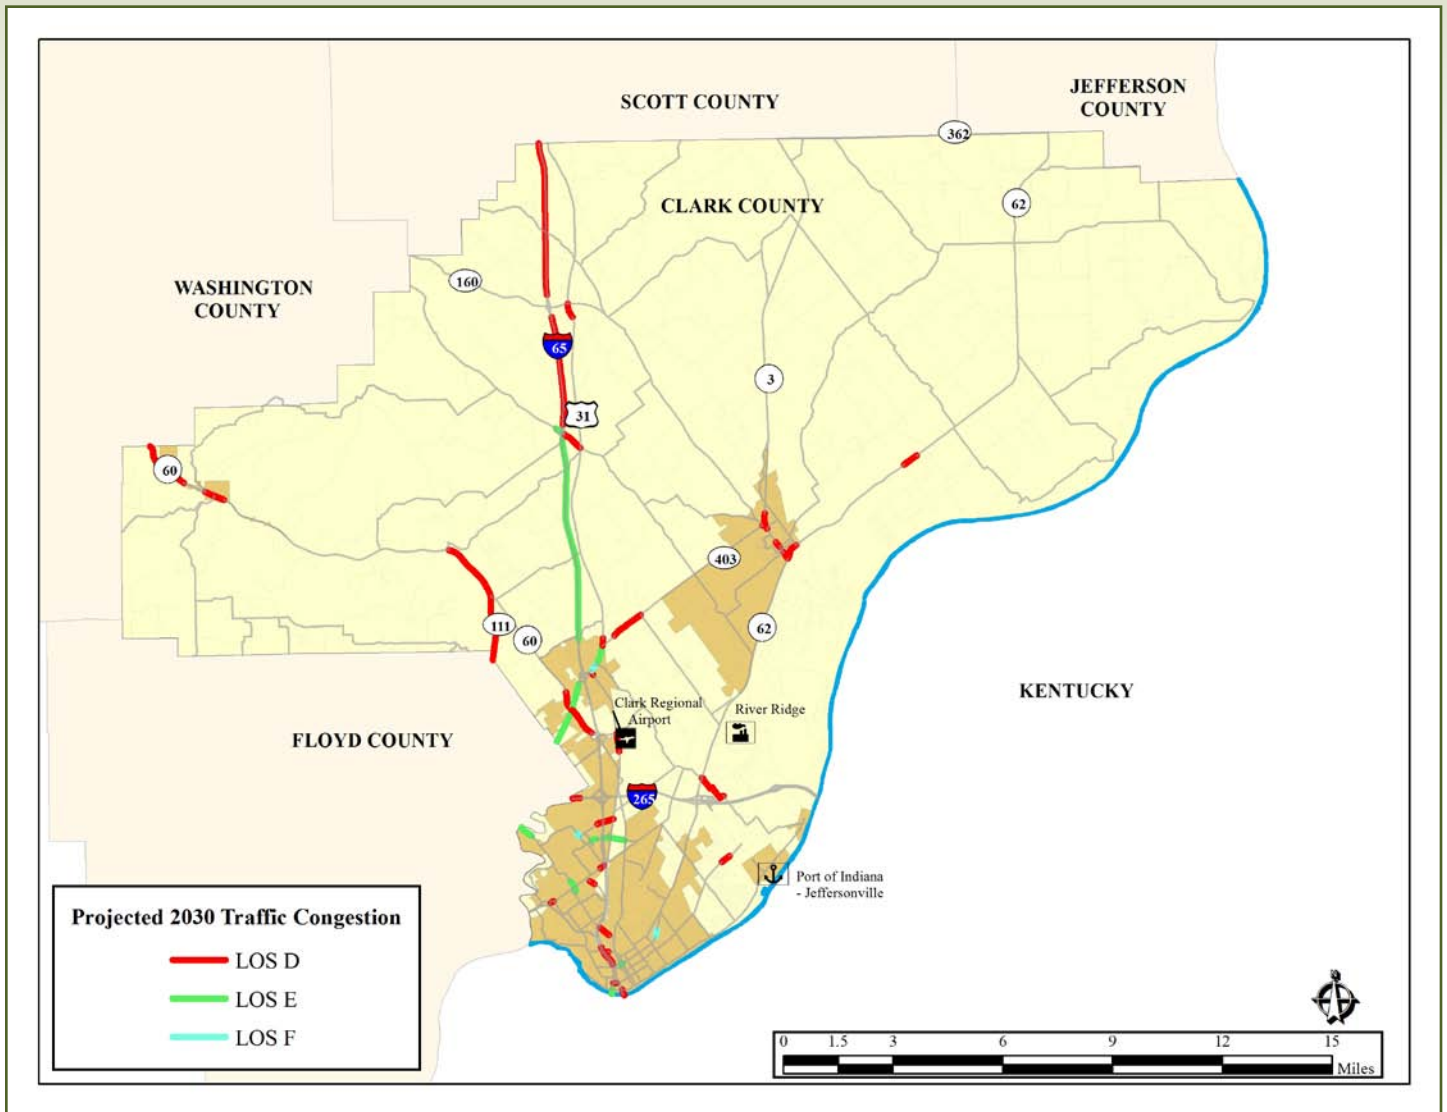 JEFFERSON
COUNTY
SCOTT COUNTY
362
CLARK COUNTY
62
160
WASHINGTON
COUNTY
65
3
31
60
403
111
60
62
KENTUCKY
Clark Regional
Airport
River Ridge
FLOYD COUNTY
265
Port of Indiana
- Jeffersonville
Projected 2030 Traffic Congestion
LOS D
LOS E
LOS F
0 1.5 3 6 9 12 15
Miles